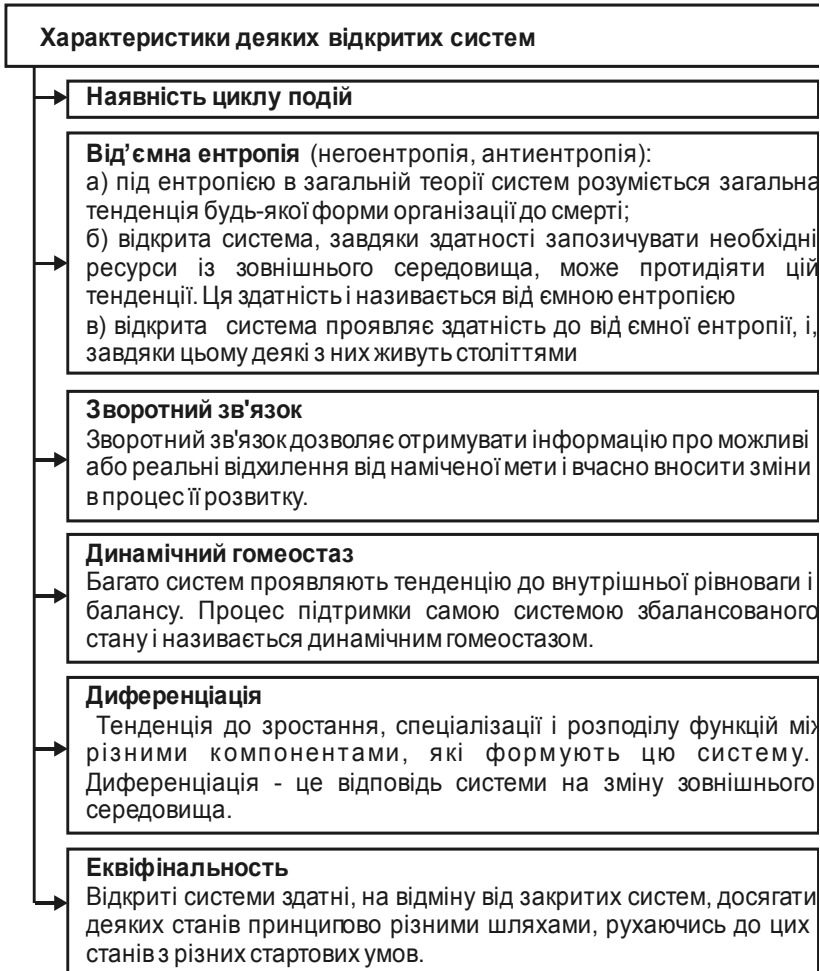 Характеристики деяких відкритих систем
Наявність циклу подій
Від’ємна ентропія (негоентропія, антиентропія):
а) під ентропією в загальній теорії систем розуміється загальна
тенденція будь-якої форми організації до смерті;
б) відкрита система, завдяки здатності запозичувати необхідні
ресурси із зовнішнього середовища, може протидіяти цій
тенденції. Ця здатність і називається від’ємною ентропією
в) відкрита система проявляє здатність до від’ємної ентропії, і,
завдяки цьому деякі з них живуть століттями
Зворотний зв'язок
Зворотний зв'язок дозволяє отримувати інформацію про можливі
або реальні відхилення від наміченої мети і вчасно вносити зміни
в процес її розвитку.
Динамічний гомеостаз
Багато систем проявляють тенденцію до внутрішньої рівноваги і
балансу. Процес підтримки самою системою збалансованого
стану і називається динамічним гомеостазом.
Диференціація
Тенденція до зростання, спеціалізації і розподілу функцій між
різними компонентами, які формують цю систему.
Диференціація - це відповідь системи на зміну зовнішнього
середовища.
Еквіфінальность
Відкриті системи здатні, на відміну від закритих систем, досягати
деяких станів принципово різними шляхами, рухаючись до цих
станів з різних стартових умов.